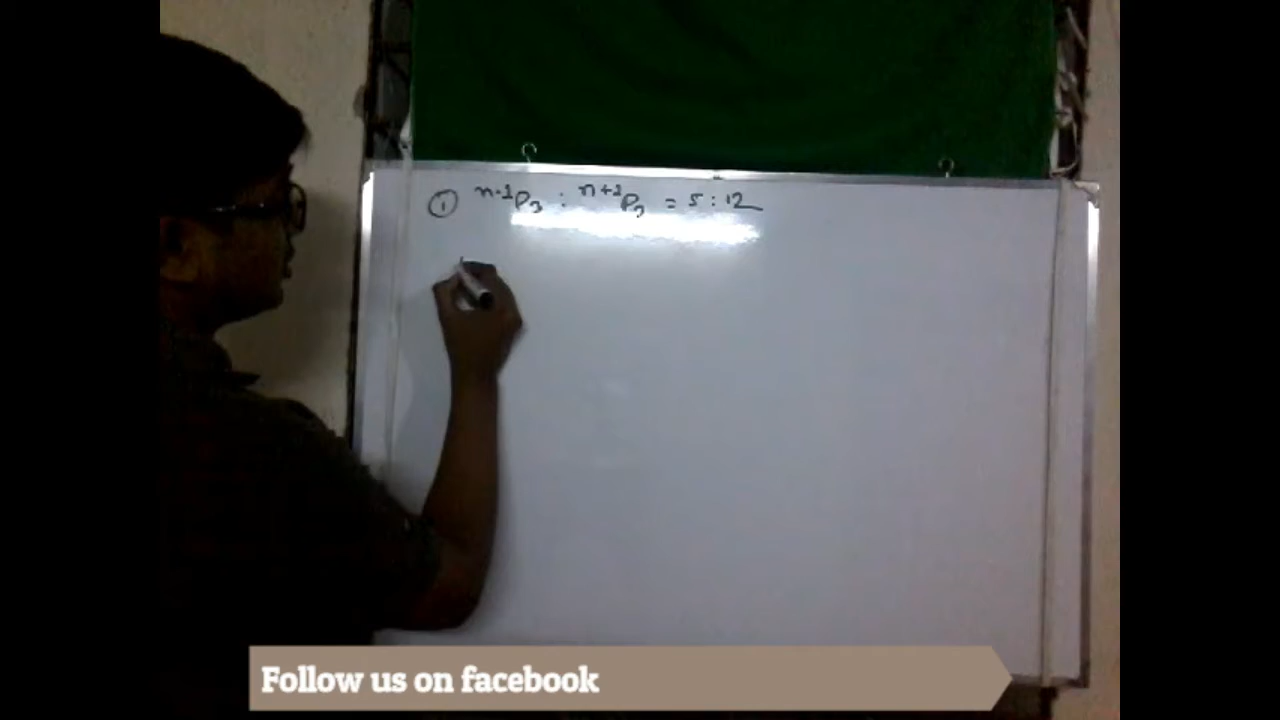 ① ⁿ⁻¹P₃ : ⁿ⁺¹P₃ = 5 : 12
Follow us on facebook